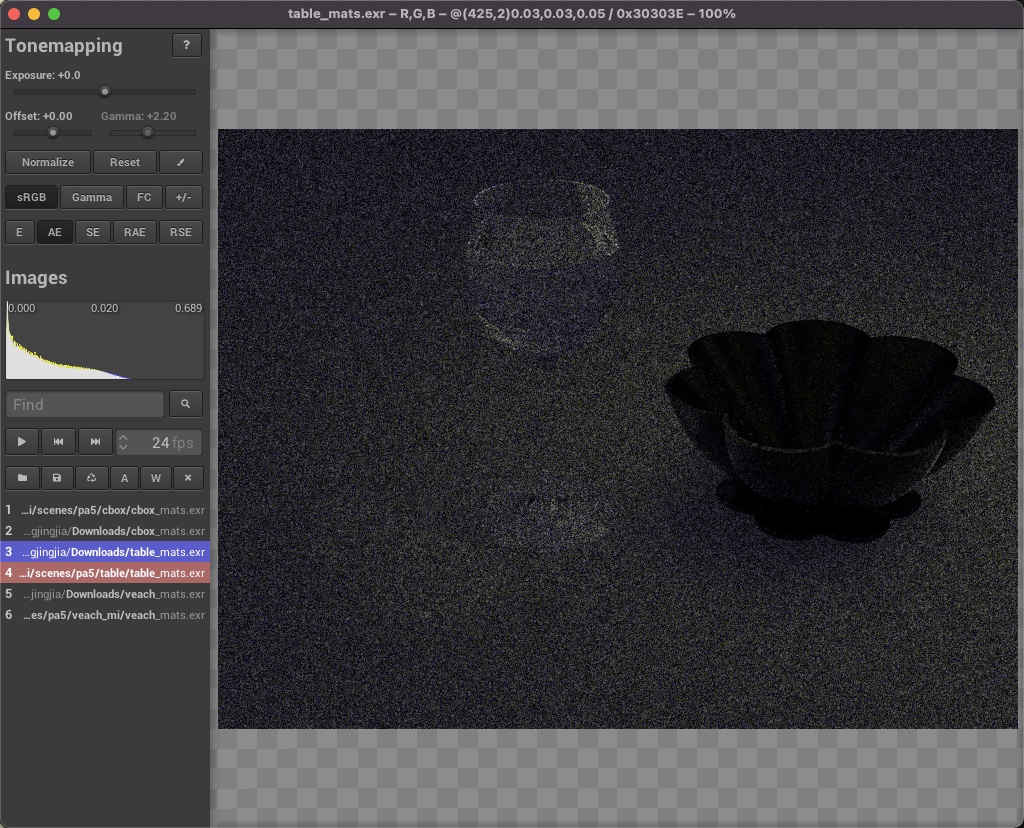 table_mats.exr – R,G,B – @(425,2)0.03,0.03,0.05 / 0x30303E – 100%
Tonemapping ?
Exposure: +0.0
Offset: +0.00 Gamma: +2.20
Normalize Reset
sRGB Gamma FC +/-
E AE SE RAE RSE
Images
0.000 0.020 0.689
Find
24 fps
A W
1 ...i/scenes/pa5/cbox/cbox_mats.exr
2 ...gjingjia/Downloads/cbox_mats.exr
3 ...gjingjia/Downloads/table_mats.exr
4 ...i/scenes/pa5/table/table_mats.exr
5 ...jingjia/Downloads/veach_mats.exr
6 ...es/pa5/veach_mi/veach_mats.exr